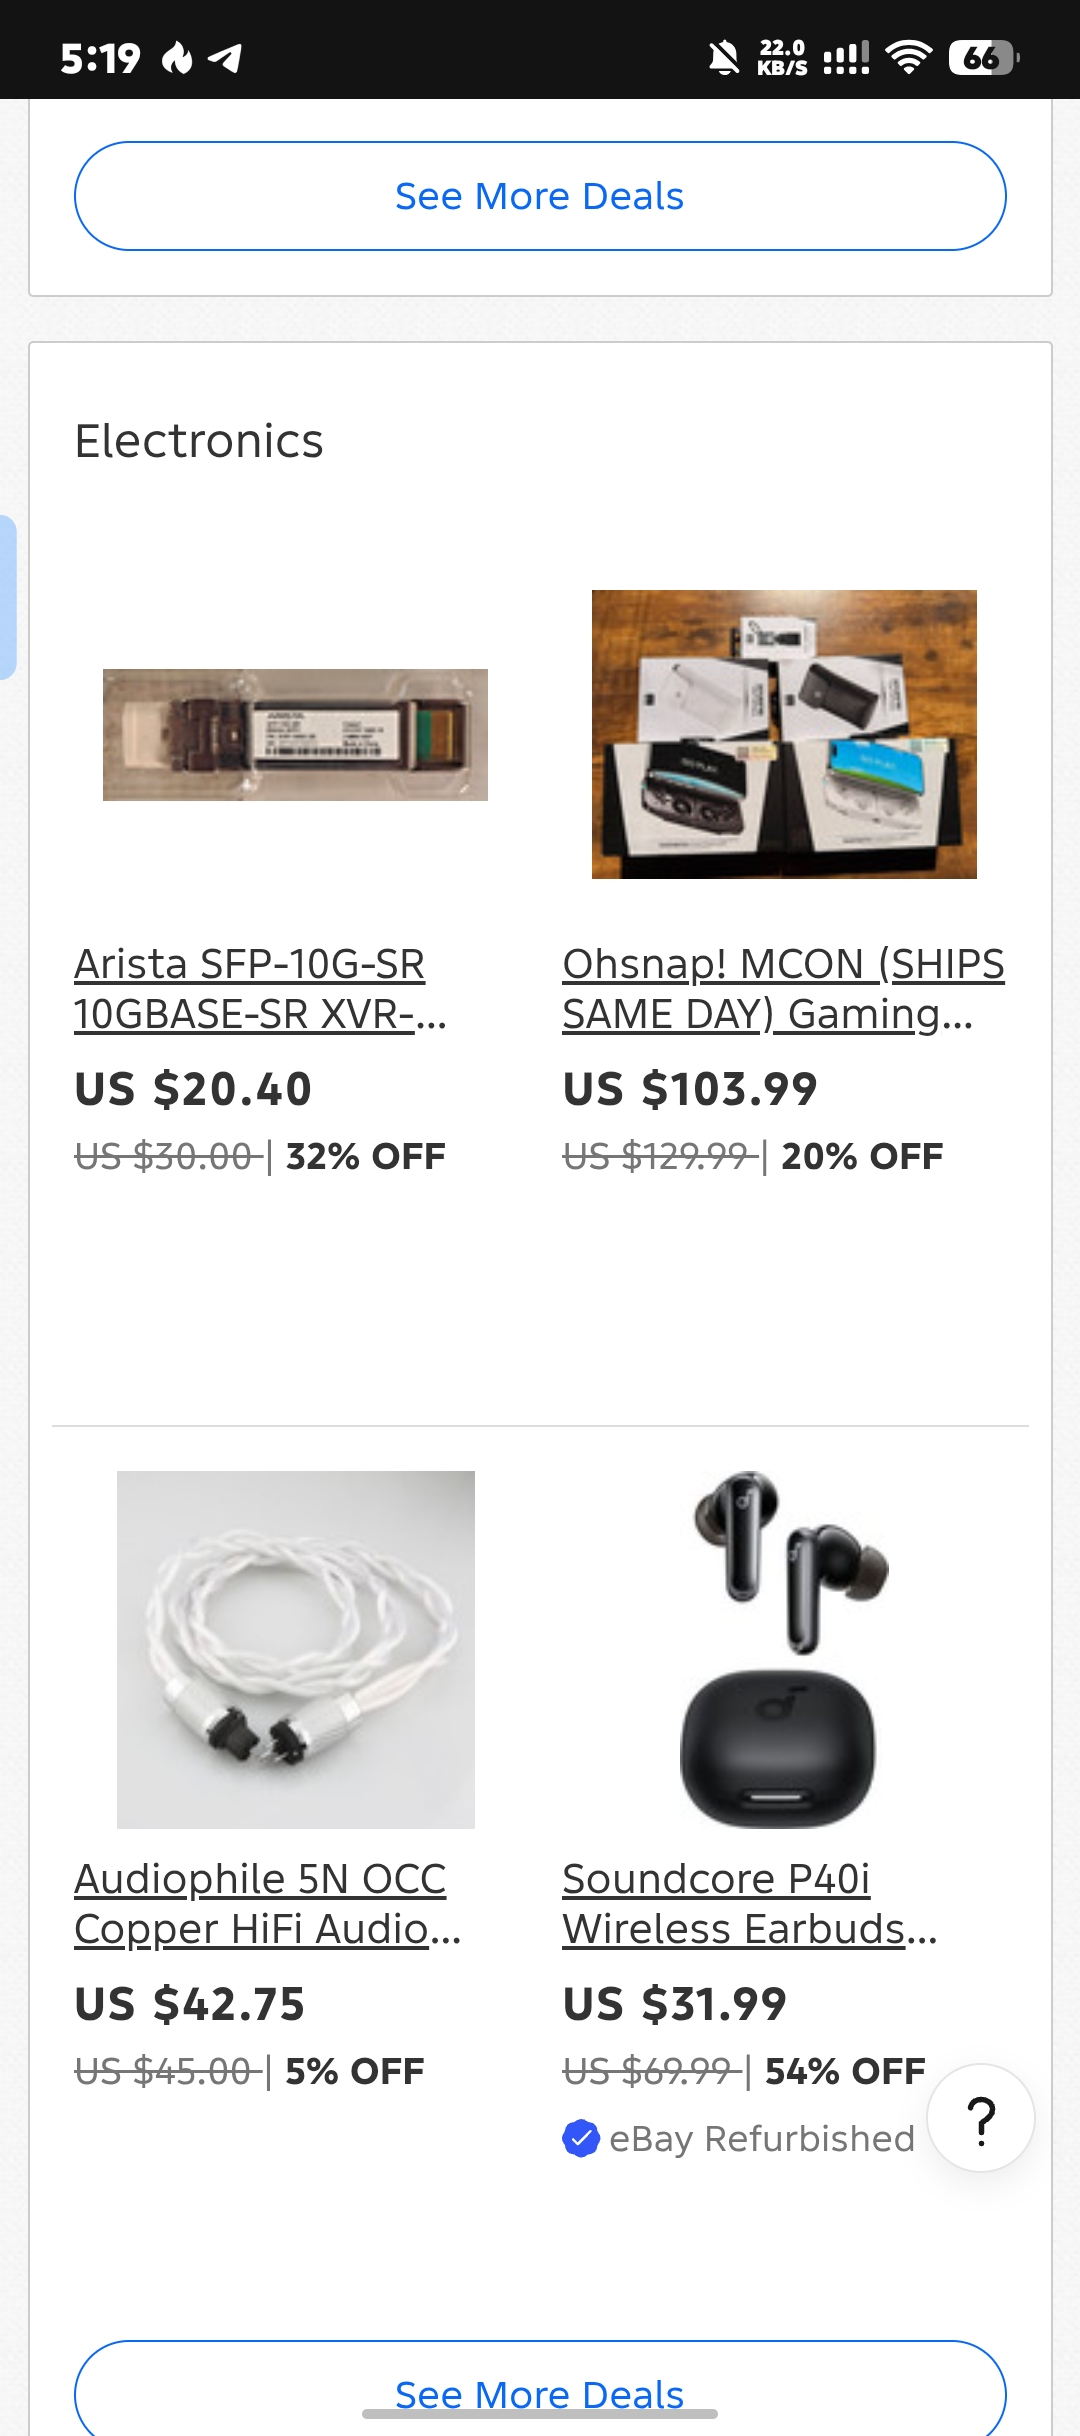 5:19
22.0
KB/S
66
See More Deals
Electronics
Arista SFP-10G-SR
10GBASE-SR XVR-...
US $20.40
US $30.00 | 32% OFF
Ohsnap! MCON (SHIPS
SAME DAY) Gaming...
US $103.99
US $129.99 | 20% OFF
Audiophile 5N OCC
Copper HiFi Audio...
US $42.75
US $45.00 | 5% OFF
Soundcore P40i
Wireless Earbuds...
US $31.99
US $69.99 | 54% OFF
eBay Refurbished
?
See More Deals